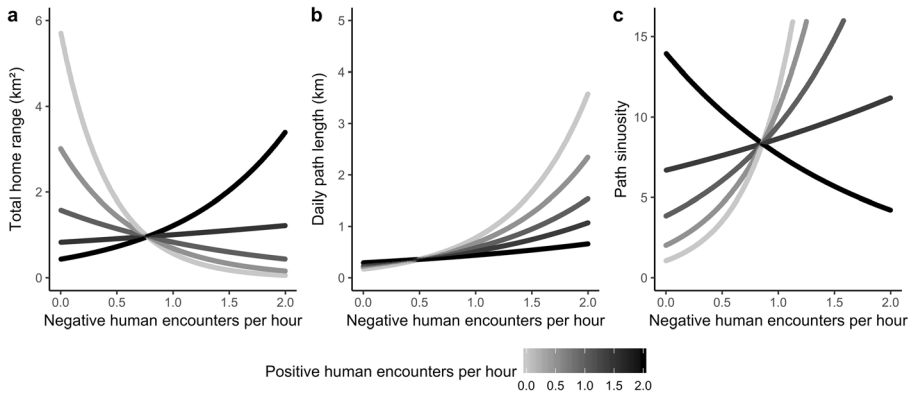 a
Total home range (km²)
6
4
2
0
0.0 0.5 1.0 1.5 2.0
Negative human encounters per hour
b
Daily path length (km)
5
4
3
2
1
0
0.0 0.5 1.0 1.5 2.0
Negative human encounters per hour
c
Path sinuosity
15
10
5
0
0.0 0.5 1.0 1.5 2.0
Negative human encounters per hour
Positive human encounters per hour
0.0 0.5 1.0 1.5 2.0